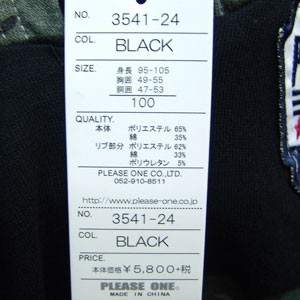 NO. 3541-24
COL. BLACK
SIZE. 身長 95-105
胸囲 49-55
胴囲 47-53
100
QUALITY.
本体 ポリエステル 65%
綿 35%
リブ部分 ポリエステル 62%
綿 33%
ポリウレタン 5%
PLEASE ONE CO.,LTD.
052-910-8511
http://www.please-one.co.jp
NO. 3541-24
COL. BLACK
PRICE.
本体価格 ¥5,800+税
PLEASE ONE.
MADE IN CHINA